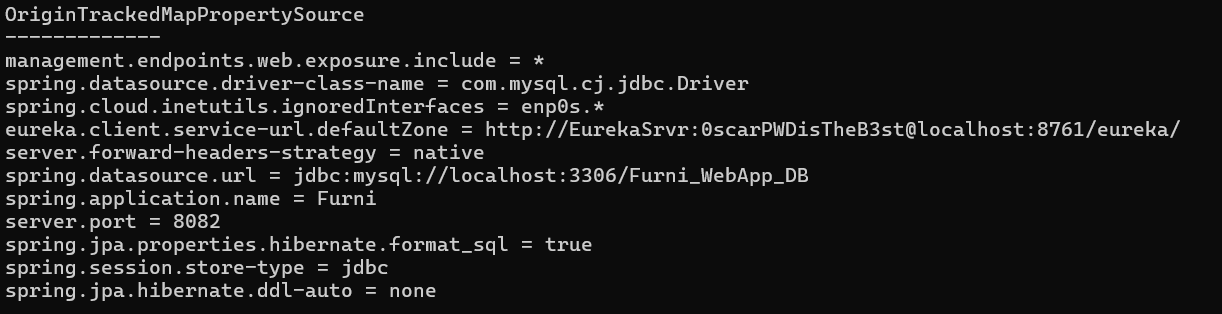 OriginTrackedMapPropertySource
-------------
management.endpoints.web.exposure.include = *
spring.datasource.driver-class-name = com.mysql.cj.jdbc.Driver
spring.cloud.inetutils.ignoredInterfaces = enp0s.*
eureka.client.service-url.defaultZone = http://EurekaSrvr:0scarPWDisTheB3st@localhost:8761/eureka/
server.forward-headers-strategy = native
spring.datasource.url = jdbc:mysql://localhost:3306/Furni_WebApp_DB
spring.application.name = Furni
server.port = 8082
spring.jpa.properties.hibernate.format_sql = true
spring.session.store-type = jdbc
spring.jpa.hibernate.ddl-auto = none